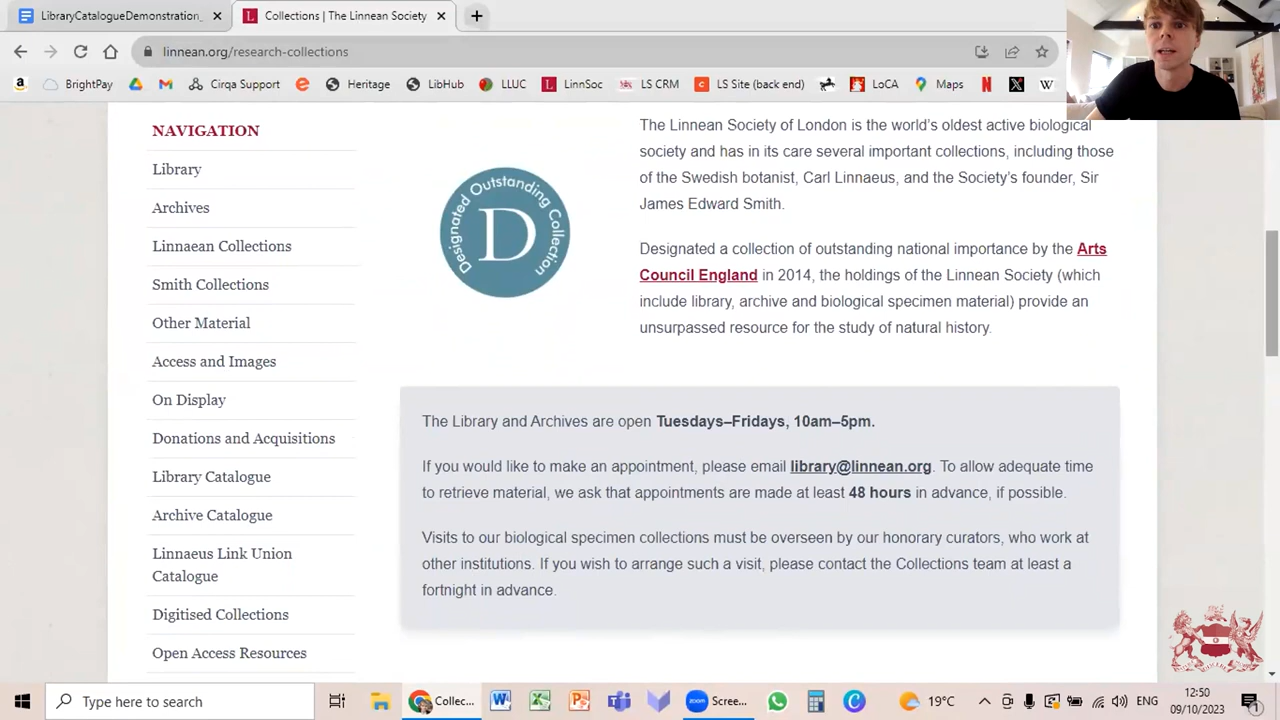 LibraryCatalogueDemonstration_
Collections | The Linnean Society
linnean.org/research-collections
BrightPay
Cirqa Support
Heritage
LibHub
LLUC
LinnSoc
LS CRM
LS Site (back end)
LoCA
Maps
NAVIGATION
Library
Archives
Linnaean Collections
Smith Collections
Other Material
Access and Images
On Display
Donations and Acquisitions
Library Catalogue
Archive Catalogue
Linnaeus Link Union
Catalogue
Digitised Collections
Open Access Resources
Designated Outstanding Collection
D
The Linnean Society of London is the world's oldest active biological
society and has in its care several important collections, including those
of the Swedish botanist, Carl Linnaeus, and the Society's founder, Sir
James Edward Smith.
Designated a collection of outstanding national importance by the Arts
Council England in 2014, the holdings of the Linnean Society (which
include library, archive and biological specimen material) provide an
unsurpassed resource for the study of natural history.
The Library and Archives are open Tuesdays–Fridays, 10am–5pm.
If you would like to make an appointment, please email library@linnean.org. To allow adequate time
to retrieve material, we ask that appointments are made at least 48 hours in advance, if possible.
Visits to our biological specimen collections must be overseen by our honorary curators, who work at
other institutions. If you wish to arrange such a visit, please contact the Collections team at least a
fortnight in advance.
Type here to search
Collec...
Scree...
19°C
ENG
12:50
09/10/2023